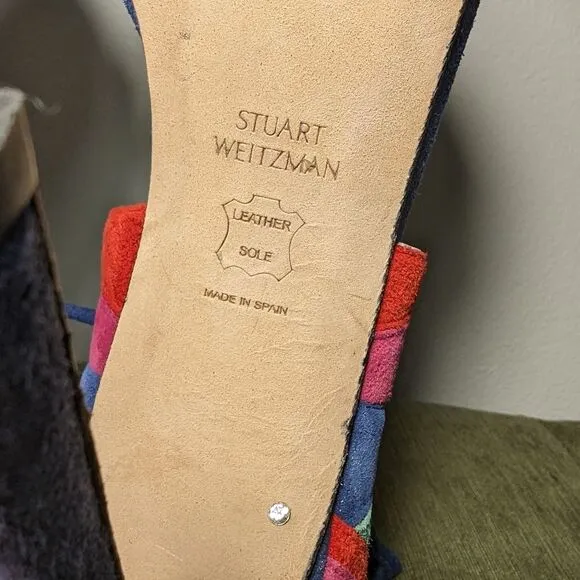 STUART
WEITZMAN
LEATHER
SOLE
MADE IN SPAIN